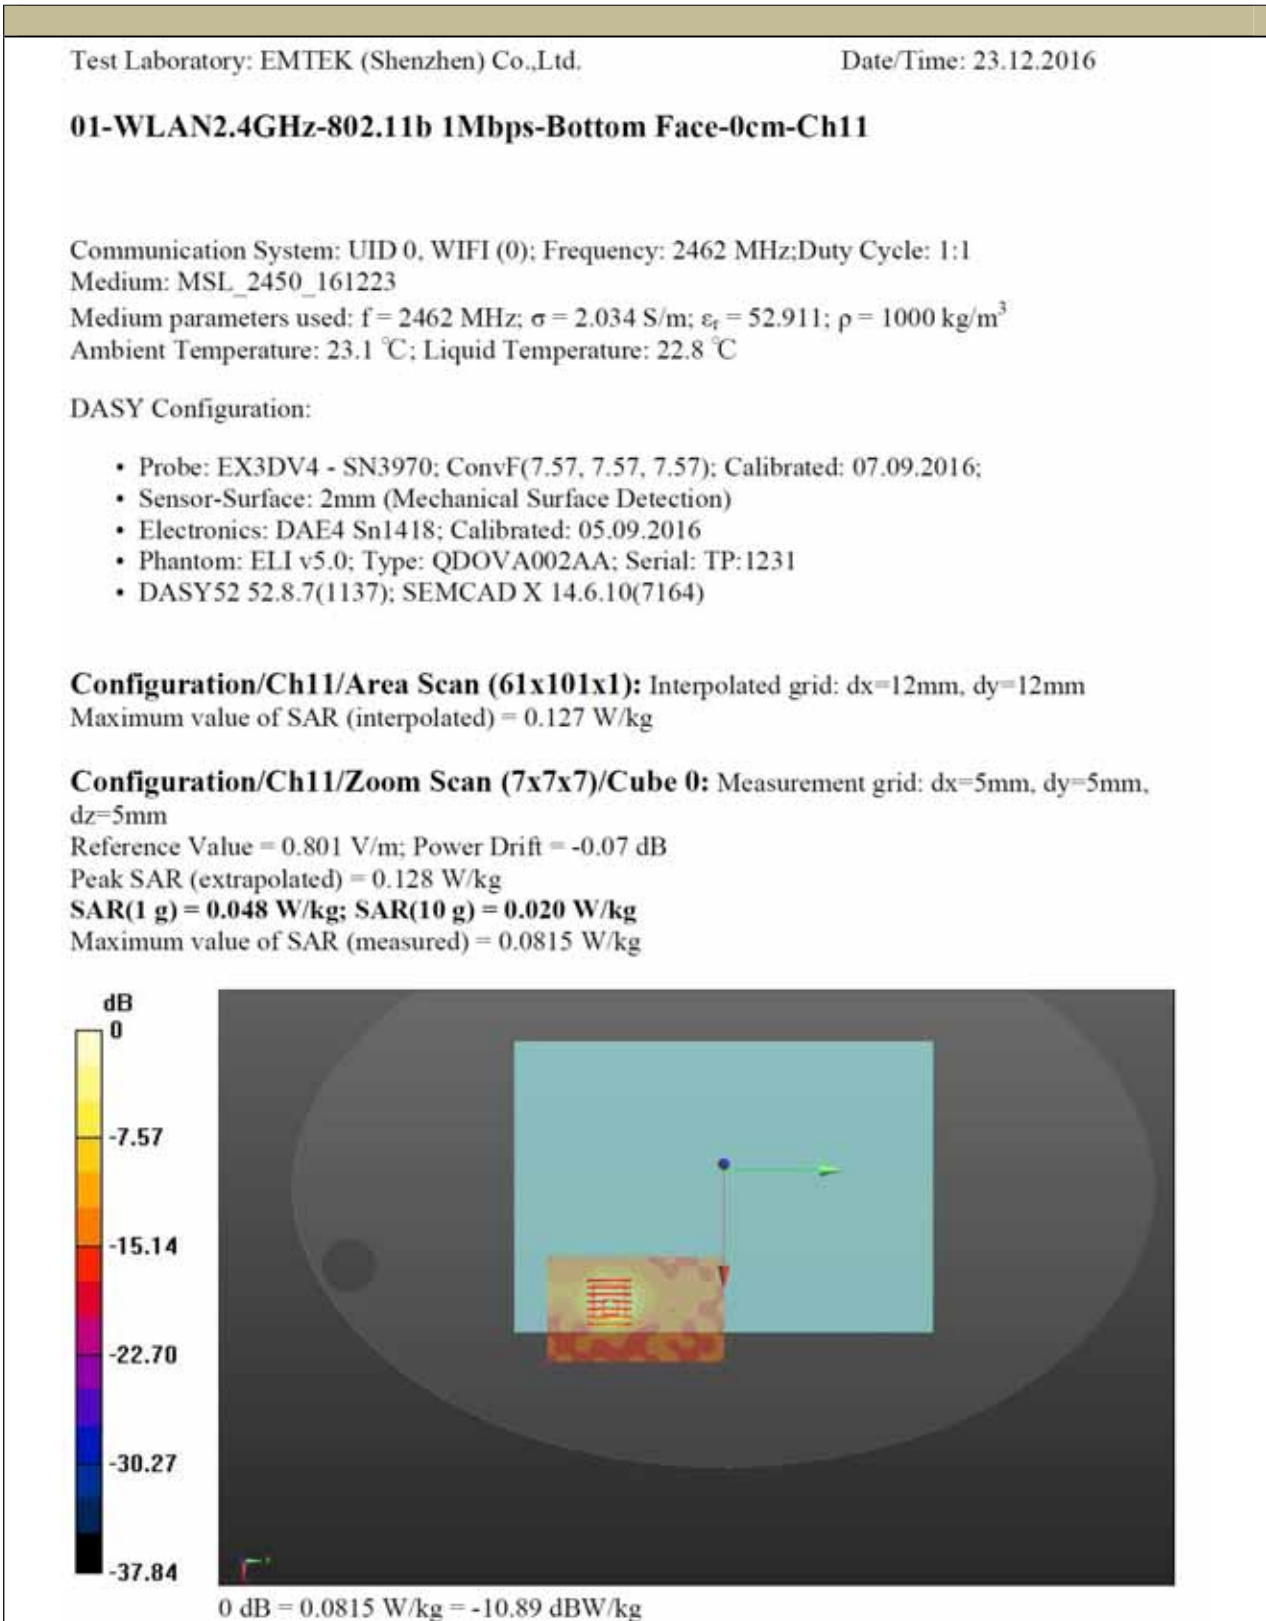 Test Laboratory: EMTEK (Shenzhen) Co.,Ltd. Date/Time: 23.12.2016
01-WLAN2.4GHz-802.11b 1Mbps-Bottom Face-0cm-Ch11
Communication System: UID 0, WIFI (0); Frequency: 2462 MHz;Duty Cycle: 1:1
Medium: MSL_2450_161223
Medium parameters used: f = 2462 MHz; σ = 2.034 S/m; εr = 52.911; ρ = 1000 kg/m³
Ambient Temperature: 23.1 ℃; Liquid Temperature: 22.8 ℃
DASY Configuration:
• Probe: EX3DV4 - SN3970; ConvF(7.57, 7.57, 7.57); Calibrated: 07.09.2016;
• Sensor-Surface: 2mm (Mechanical Surface Detection)
• Electronics: DAE4 Sn1418; Calibrated: 05.09.2016
• Phantom: ELI v5.0; Type: QDOVA002AA; Serial: TP:1231
• DASY52 52.8.7(1137); SEMCAD X 14.6.10(7164)
Configuration/Ch11/Area Scan (61x101x1): Interpolated grid: dx=12mm, dy=12mm
Maximum value of SAR (interpolated) = 0.127 W/kg
Configuration/Ch11/Zoom Scan (7x7x7)/Cube 0: Measurement grid: dx=5mm, dy=5mm,
dz=5mm
Reference Value = 0.801 V/m; Power Drift = -0.07 dB
Peak SAR (extrapolated) = 0.128 W/kg
SAR(1 g) = 0.048 W/kg; SAR(10 g) = 0.020 W/kg
Maximum value of SAR (measured) = 0.0815 W/kg
dB
0
-7.57
-15.14
-22.70
-30.27
-37.84
0 dB = 0.0815 W/kg = -10.89 dBW/kg